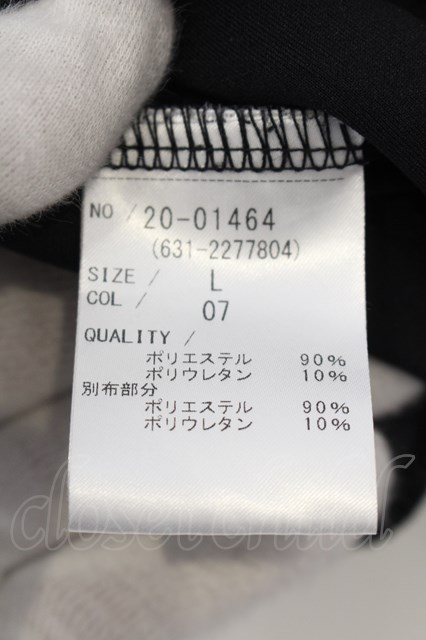 NO / 20-01464
(631-2277804)
SIZE / L
COL / 07
QUALITY /
ポリエステル 90%
ポリウレタン 10%
別布部分
ポリエステル 90%
ポリウレタン 10%
closet child